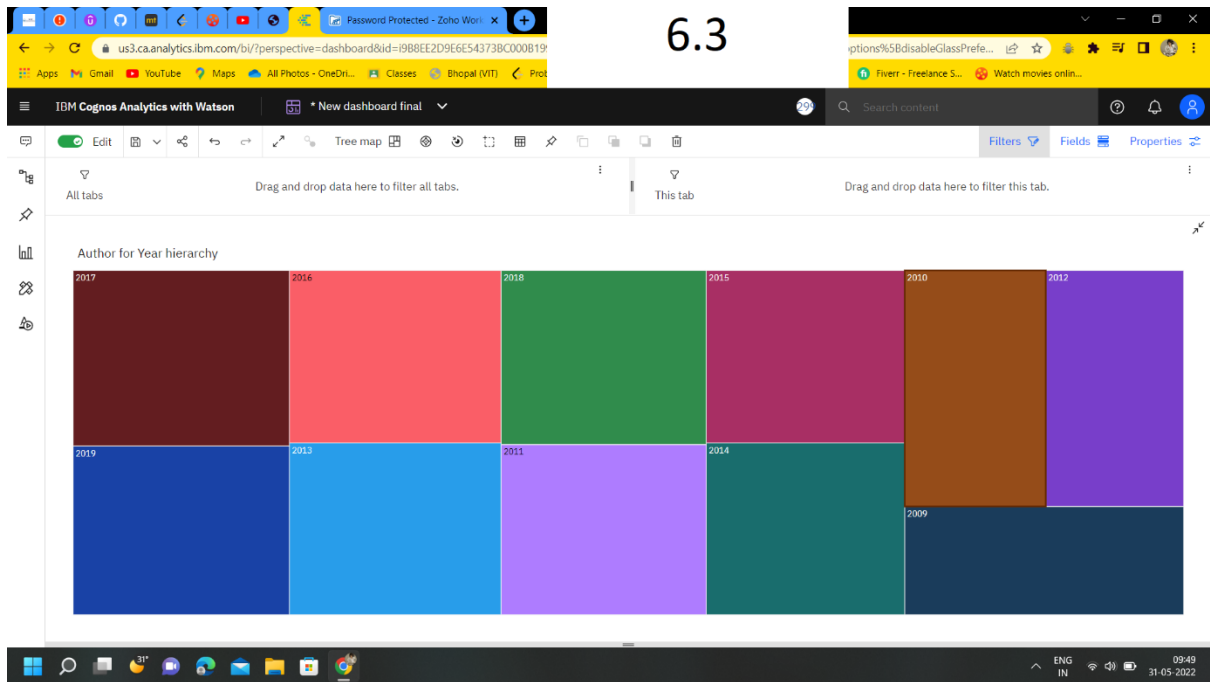 6.3
Password Protected - Zoho Work
us3.ca.analytics.ibm.com/bi/?perspective=dashboard&id=i9B8EE2D9E6E54373BC000B19
options%5BdisableGlassPrefe...
Apps Gmail YouTube Maps All Photos - OneDri... Classes Bhopal (VIT) Prob
Fiverr - Freelance S... Watch movies onlin...
IBM Cognos Analytics with Watson
* New dashboard final
Search content
Edit
Tree map
Filters Fields Properties
All tabs
Drag and drop data here to filter all tabs.
This tab
Drag and drop data here to filter this tab.
Author for Year hierarchy
2017 2016 2018 2015 2010 2012
2019 2013 2011 2014
2009
31°
ENG
IN
09:49
31-05-2022